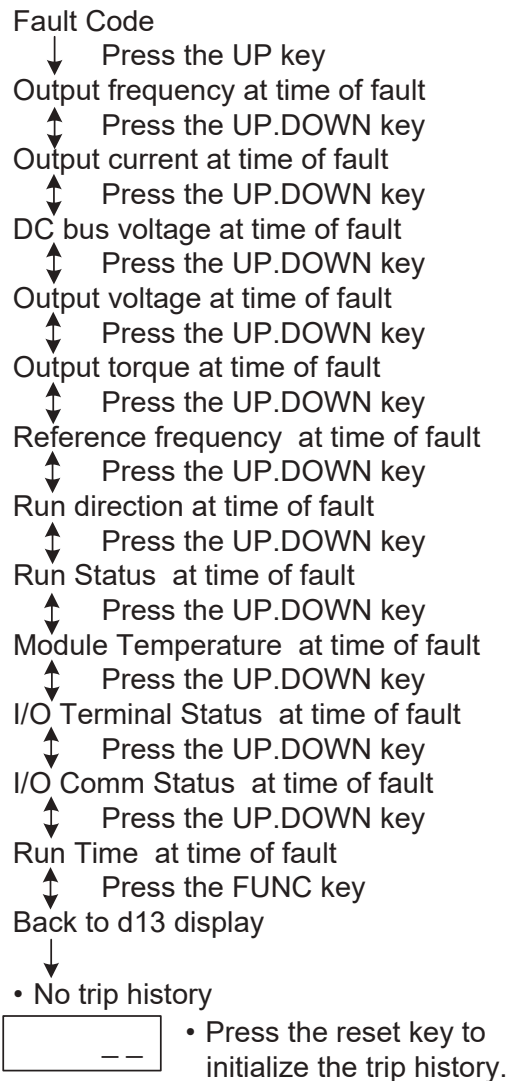 Fault Code
Press the UP key
Output frequency at time of fault
Press the UP.DOWN key
Output current at time of fault
Press the UP.DOWN key
DC bus voltage at time of fault
Press the UP.DOWN key
Output voltage at time of fault
Press the UP.DOWN key
Output torque at time of fault
Press the UP.DOWN key
Reference frequency at time of fault
Press the UP.DOWN key
Run direction at time of fault
Press the UP.DOWN key
Run Status at time of fault
Press the UP.DOWN key
Module Temperature at time of fault
Press the UP.DOWN key
I/O Terminal Status at time of fault
Press the UP.DOWN key
I/O Comm Status at time of fault
Press the UP.DOWN key
Run Time at time of fault
Press the FUNC key
Back to d13 display
• No trip history
_ _
• Press the reset key to
initialize the trip history.